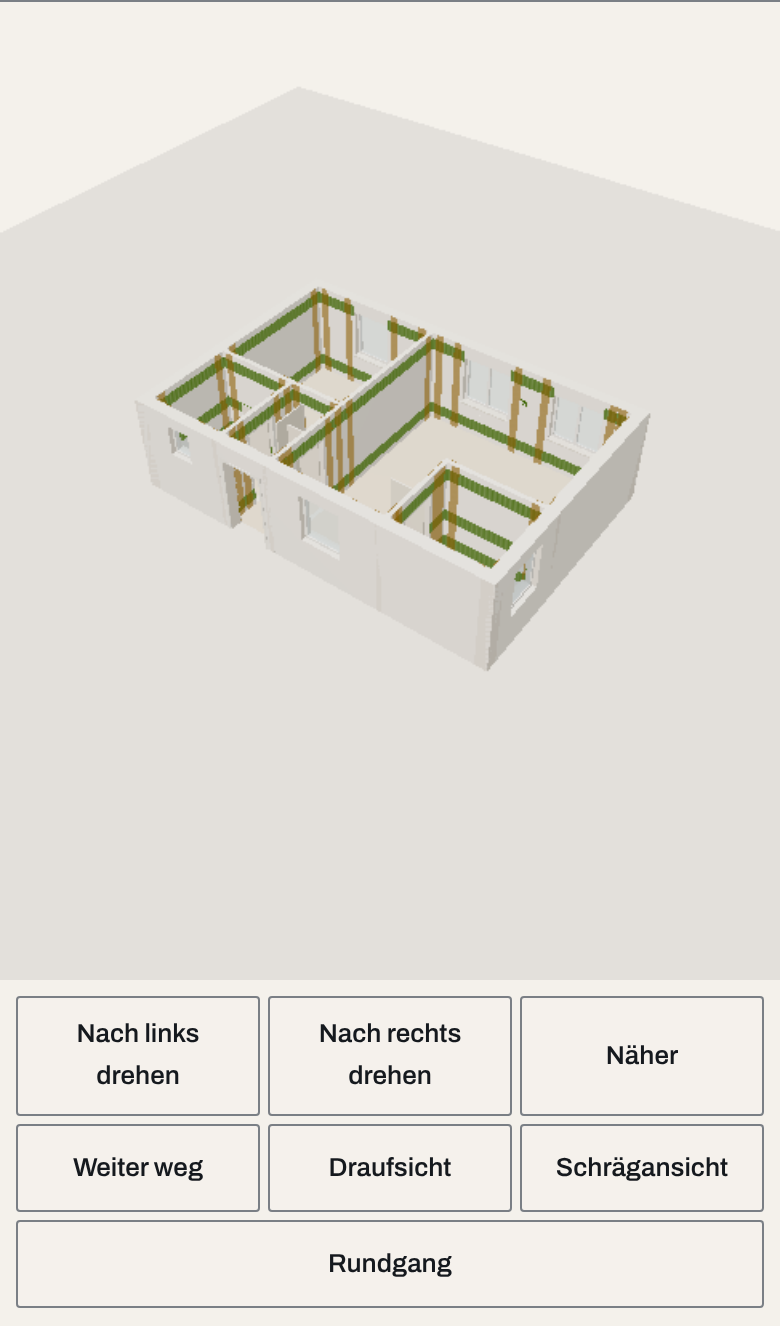 Nach links
drehen
Nach rechts
drehen
Näher
Weiter weg
Draufsicht
Schrägansicht
Rundgang